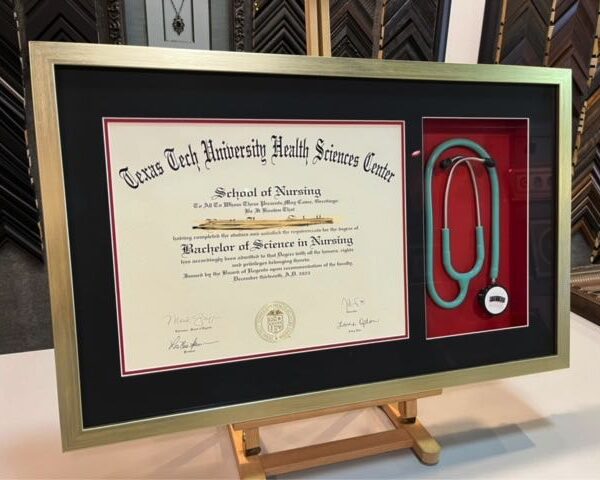 Texas Tech University Health Sciences Center
School of Nursing
To All to Whom These Presents May Come, Greetings:
Be It Known That
having completed the studies and satisfied the requirements for the degree of
Bachelor of Science in Nursing
has accordingly been admitted to that Degree with all the honors, rights
and privileges belonging thereto.
Issued by the Board of Regents upon recommendation of the faculty,
December thirteenth, A.D. 2022